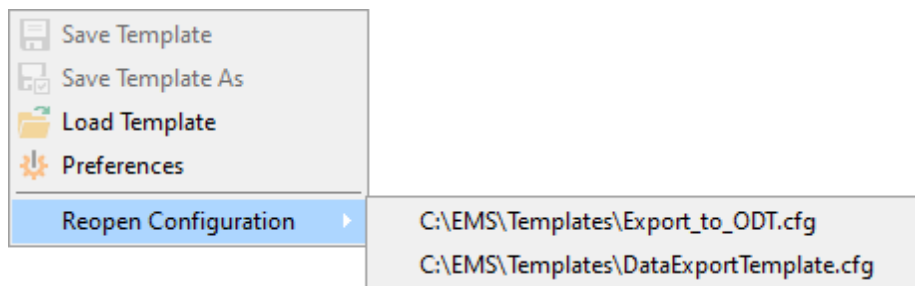 Save Template
Save Template As
Load Template
Preferences
Reopen Configuration
C:\EMS\Templates\Export_to_ODT.cfg
C:\EMS\Templates\DataExportTemplate.cfg